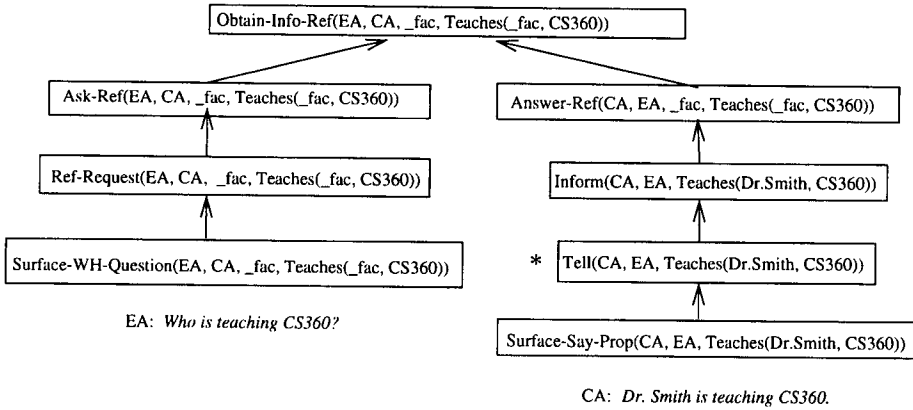 Obtain-Info-Ref(EA, CA, _fac, Teaches(_fac, CS360))
Ask-Ref(EA, CA, _fac, Teaches(_fac, CS360))
Answer-Ref(CA, EA, _fac, Teaches(_fac, CS360))
Ref-Request(EA, CA, _fac, Teaches(_fac, CS360))
Inform(CA, EA, Teaches(Dr.Smith, CS360))
Surface-WH-Question(EA, CA, _fac, Teaches(_fac, CS360))
* Tell(CA, EA, Teaches(Dr.Smith, CS360))
EA: Who is teaching CS360?
Surface-Say-Prop(CA, EA, Teaches(Dr.Smith, CS360))
CA: Dr. Smith is teaching CS360.